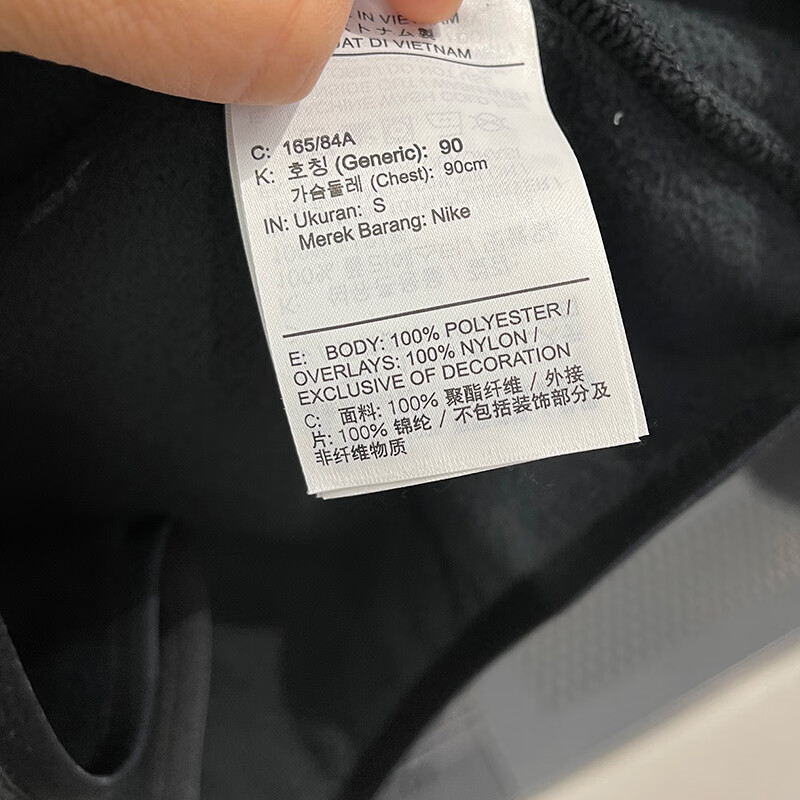 IN VIETNAM
トナム製
AT DI VIETNAM
C: 165/84A
K: 호칭 (Generic): 90
가슴둘레 (Chest): 90cm
IN: Ukuran: S
Merek Barang: Nike
E: BODY: 100% POLYESTER /
OVERLAYS: 100% NYLON /
EXCLUSIVE OF DECORATION
C: 面料: 100% 聚酯纤维 / 外接
片: 100% 锦纶 / 不包括装饰部分及
非纤维物质